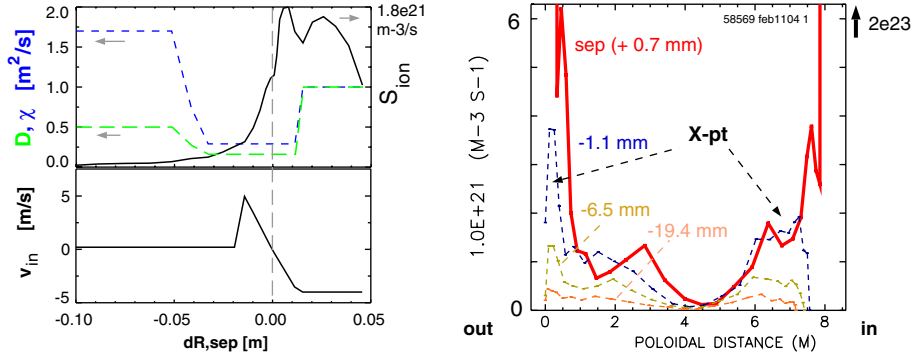 1.8e21
m-3/s
D, χ [m²/s]
2.0
1.5
1.0
0.5
0.0
S_ion
v_in [m/s]
5
0
-5
-0.10
-0.05
0.00
0.05
dR,sep [m]
58569 feb1104 1
2e23
sep (+ 0.7 mm)
X-pt
-1.1 mm
-6.5 mm
-19.4 mm
1.0E+21 (M-3 S-1)
6
0
0
2
4
6
8
out
POLOIDAL DISTANCE (M)
in